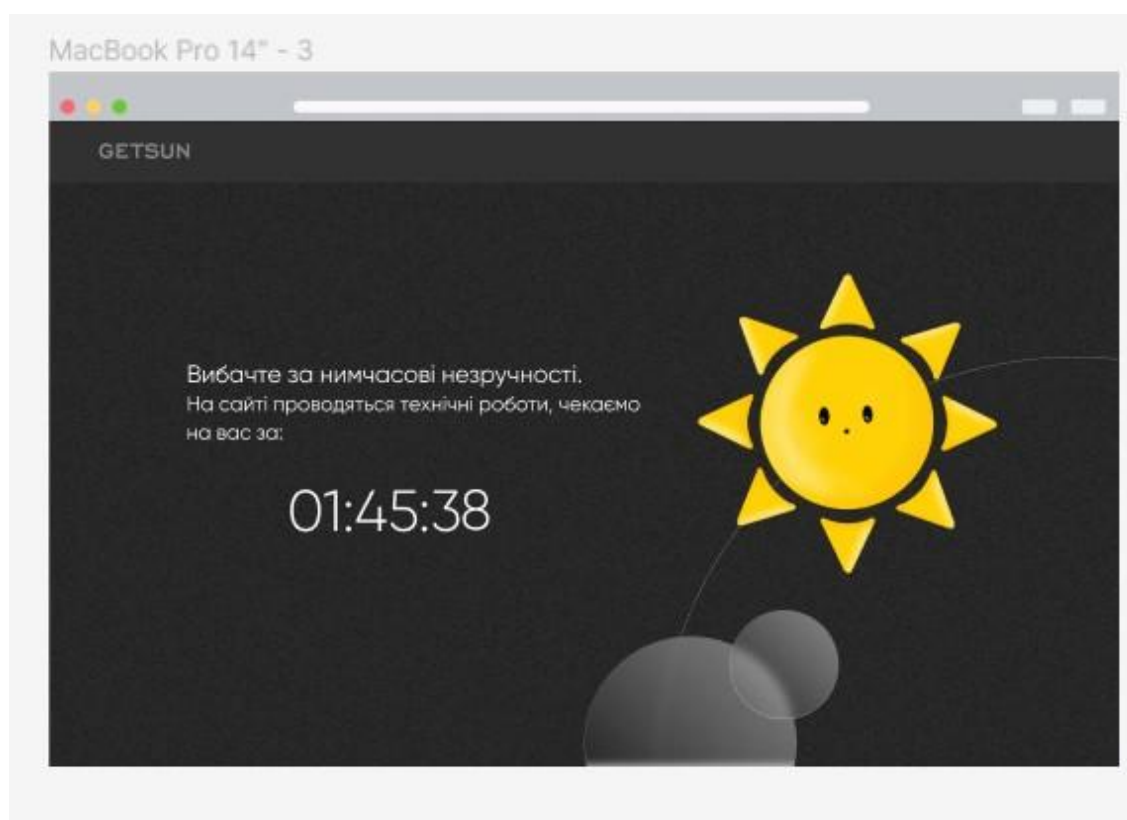 MacBook Pro 14" - 3
GETSUN
Вибачте за нимчасові незручності.
На сайті проводяться технічні роботи, чекаємо
на вас за:
01:45:38